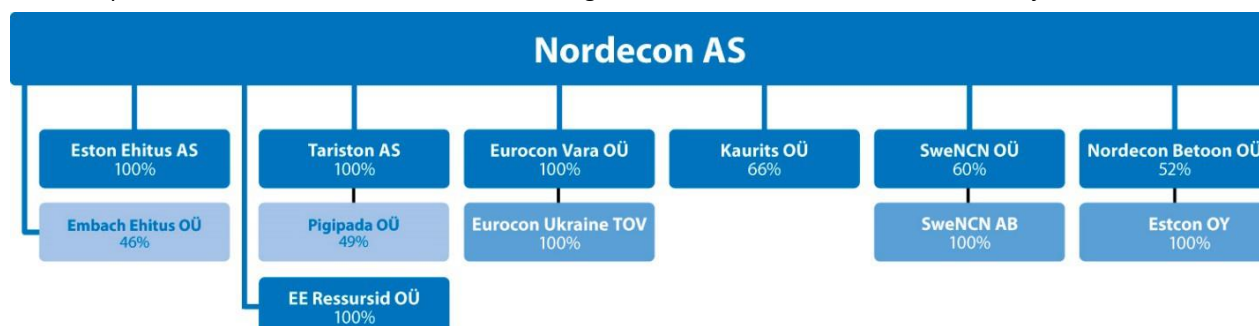 Nordecon AS
Eston Ehitus AS
100%
Tariston AS
100%
Eurocon Vara OÜ
100%
Kaurits OÜ
66%
SweNCN OÜ
60%
Nordecon Betoon OÜ
52%
Embach Ehitus OÜ
46%
Pigipada OÜ
49%
Eurocon Ukraine TOV
100%
SweNCN AB
100%
Estcon OY
100%
EE Ressursid OÜ
100%